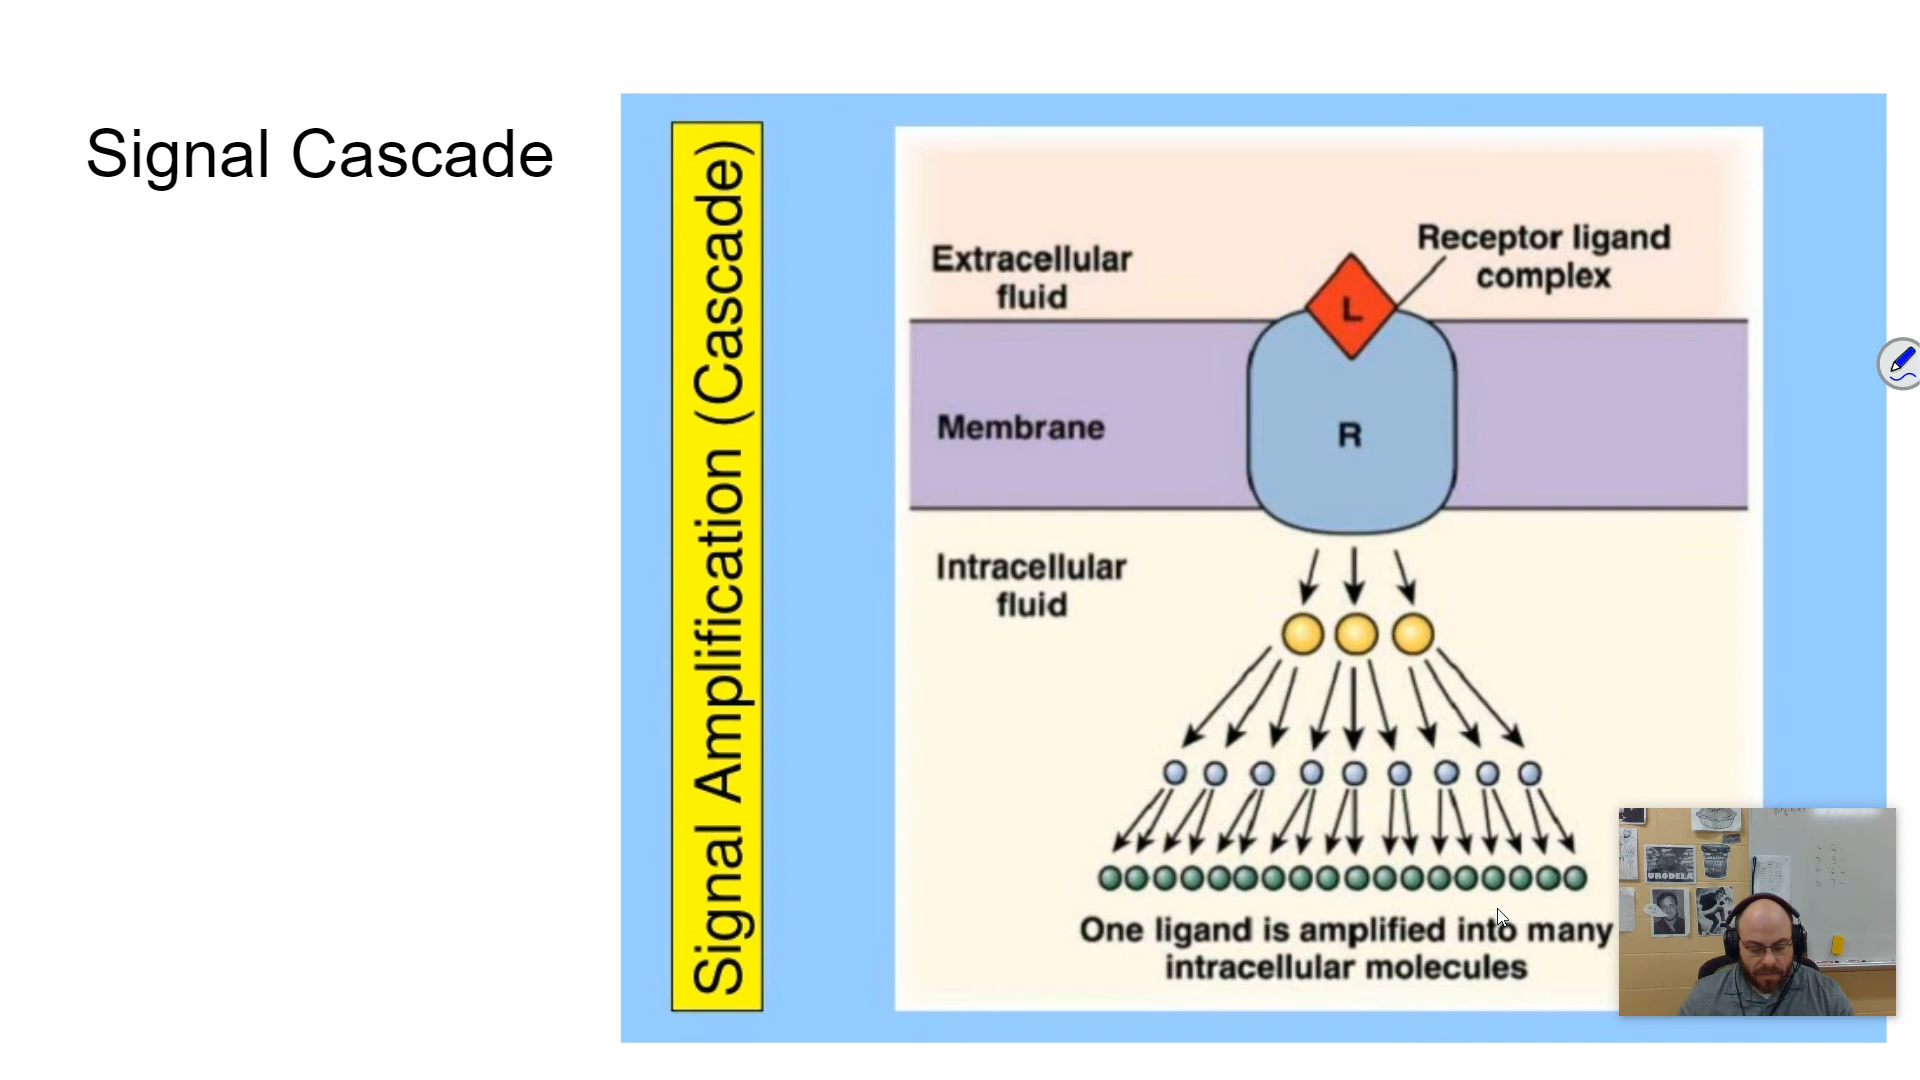 Signal Cascade
Signal Amplification (Cascade)
Extracellular
fluid
Receptor ligand
complex
L
Membrane
R
Intracellular
fluid
One ligand is amplified into many
intracellular molecules
URODELA